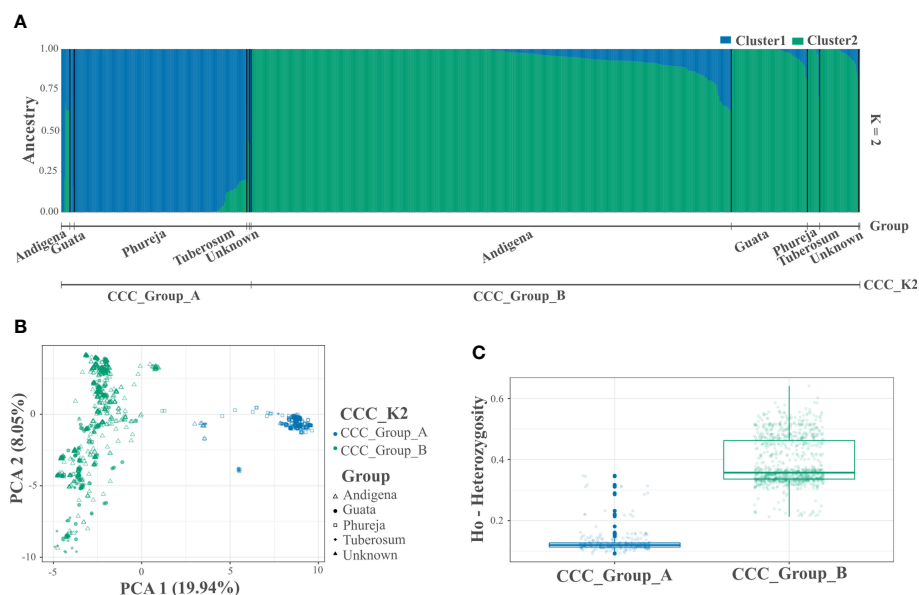 A
Cluster1 Cluster2
1.00
0.75
0.50
0.25
0.00
Ancestry
K = 2
Andigena Guata Phureja Tuberosum Unknown Andigena Guata Phureja Tuberosum Unknown
Group
CCC_Group_A CCC_Group_B
CCC_K2
B
0
-5
-10
PCA 2 (8.05%)
-5 0 5 10
PCA 1 (19.94%)
CCC_K2
CCC_Group_A
CCC_Group_B
Group
Andigena
Guata
Phureja
Tuberosum
Unknown
C
0.6
0.4
0.2
Ho - Heterozygosity
CCC_Group_A CCC_Group_B